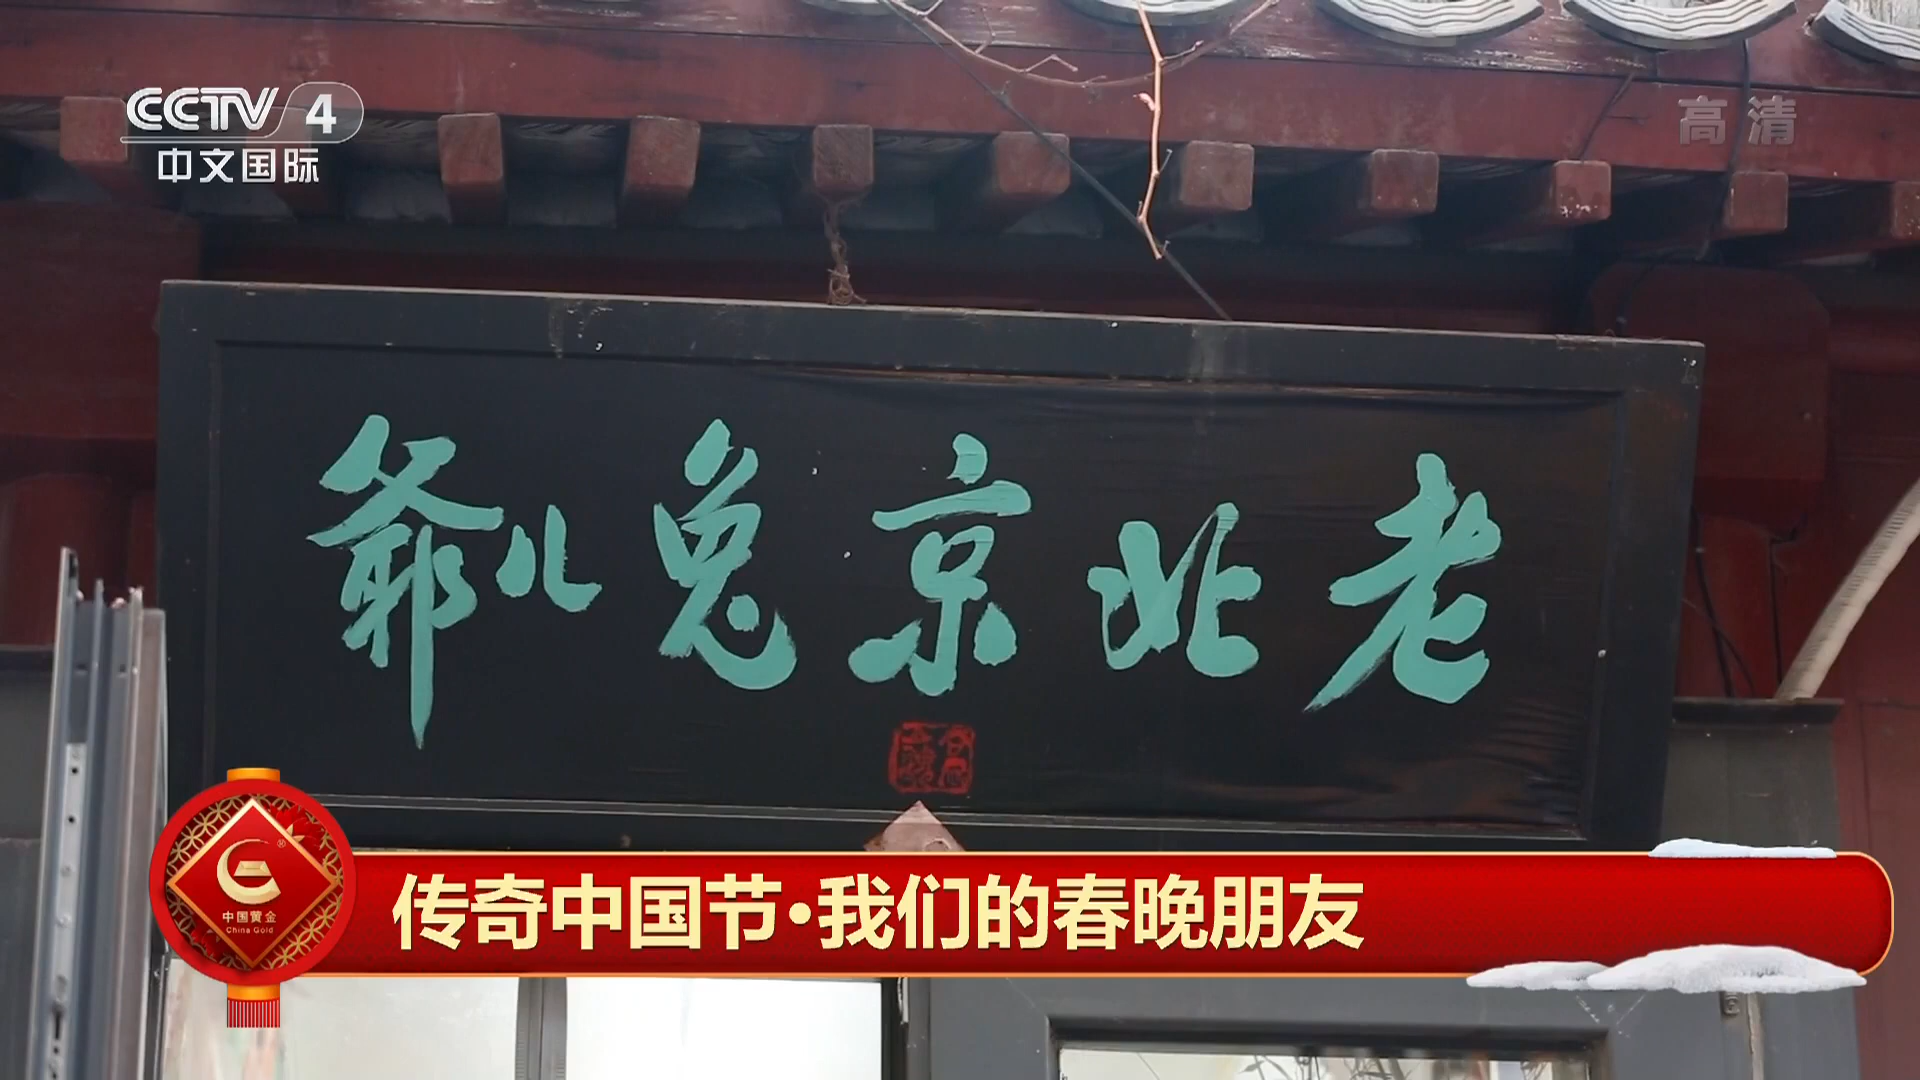 CCTV 4
中文国际
高清
老北京兔儿爷
中国黄金
China Gold
传奇中国节·我们的春晚朋友